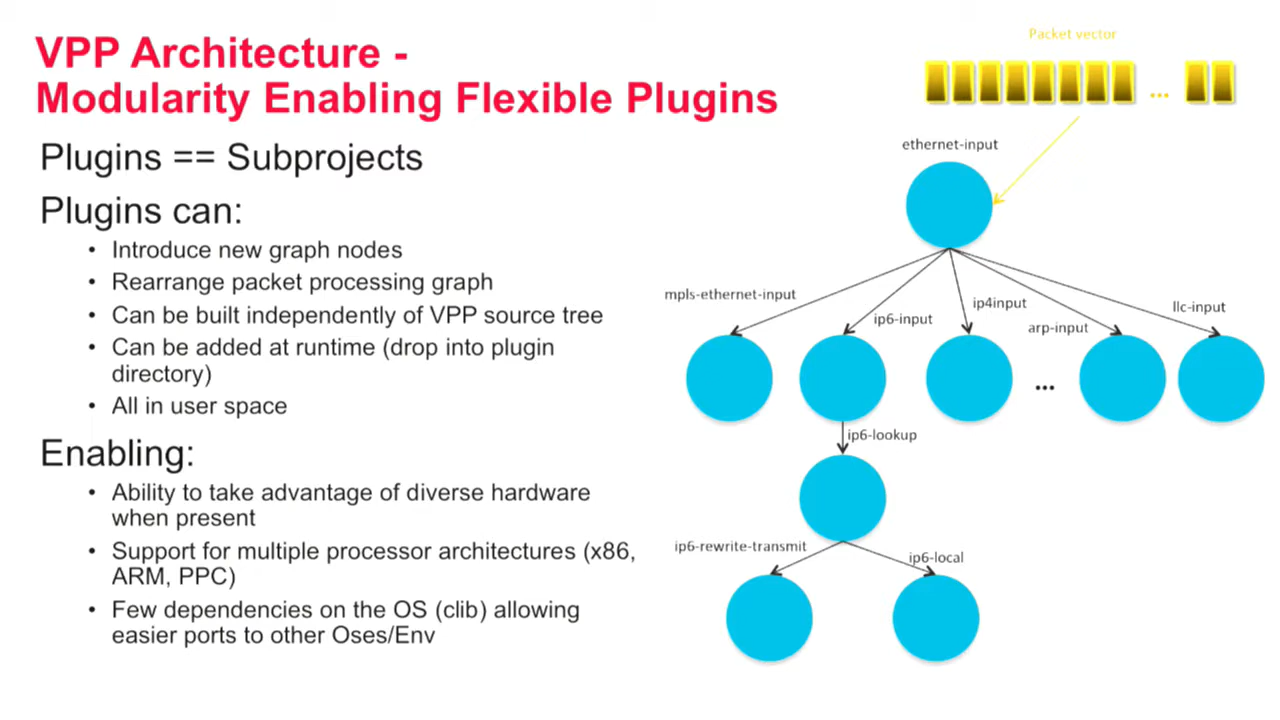 VPP Architecture -
Modularity Enabling Flexible Plugins
Plugins == Subprojects
Plugins can:
• Introduce new graph nodes
• Rearrange packet processing graph
• Can be built independently of VPP source tree
• Can be added at runtime (drop into plugin
directory)
• All in user space
Enabling:
• Ability to take advantage of diverse hardware
when present
• Support for multiple processor architectures (x86,
ARM, PPC)
• Few dependencies on the OS (clib) allowing
easier ports to other Oses/Env
Packet vector
...
ethernet-input
mpls-ethernet-input
ip6-input
ip4input
arp-input
llc-input
...
ip6-lookup
ip6-rewrite-transmit
ip6-local